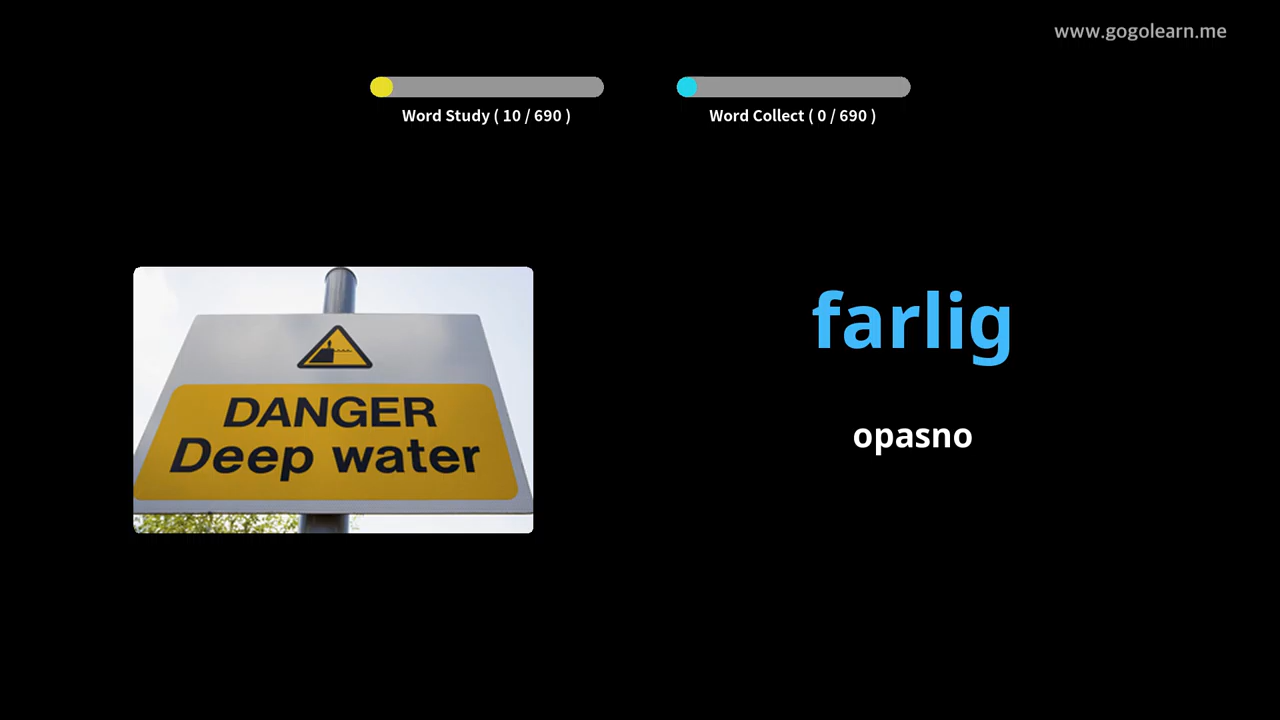 www.gogolearn.me
Word Study ( 10 / 690 )
Word Collect ( 0 / 690 )
DANGER
Deep water
farlig
opasno